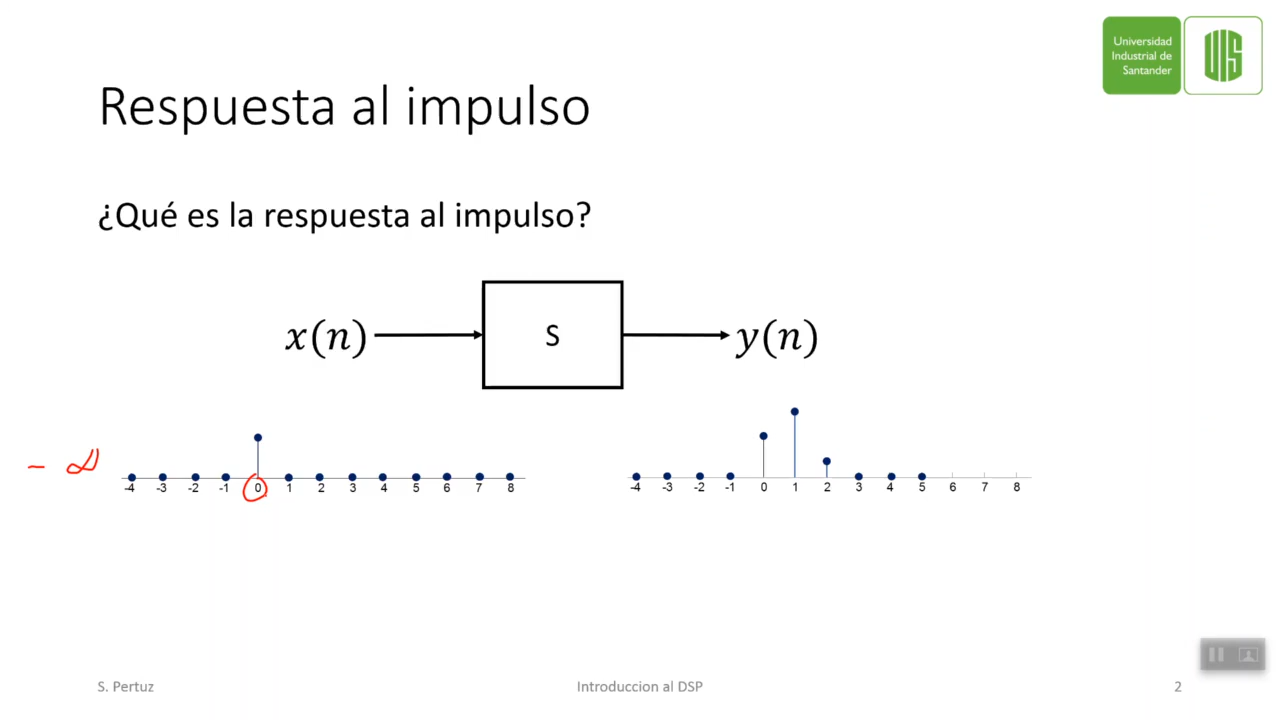 Universidad
Industrial de
Santander
UIS
Respuesta al impulso
¿Qué es la respuesta al impulso?
x(n) S y(n)
- ∞
-4 -3 -2 -1 0 1 2 3 4 5 6 7 8
-4 -3 -2 -1 0 1 2 3 4 5 6 7 8
S. Pertuz Introduccion al DSP 2